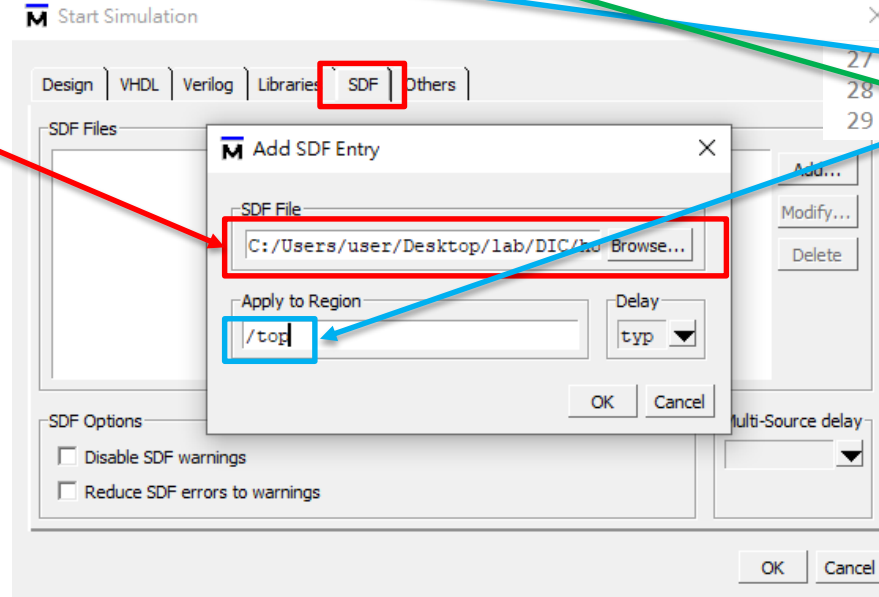 M Start Simulation
27
28
29
Design VHDL Verilog Libraries SDF Others
SDF Files
M Add SDF Entry
Add...
Modify...
Delete
SDF File
C:/Users/user/Desktop/lab/DIC/ho Browse...
Apply to Region
Delay
/top
typ
OK Cancel
SDF Options
Multi-Source delay
Disable SDF warnings
Reduce SDF errors to warnings
OK Cancel